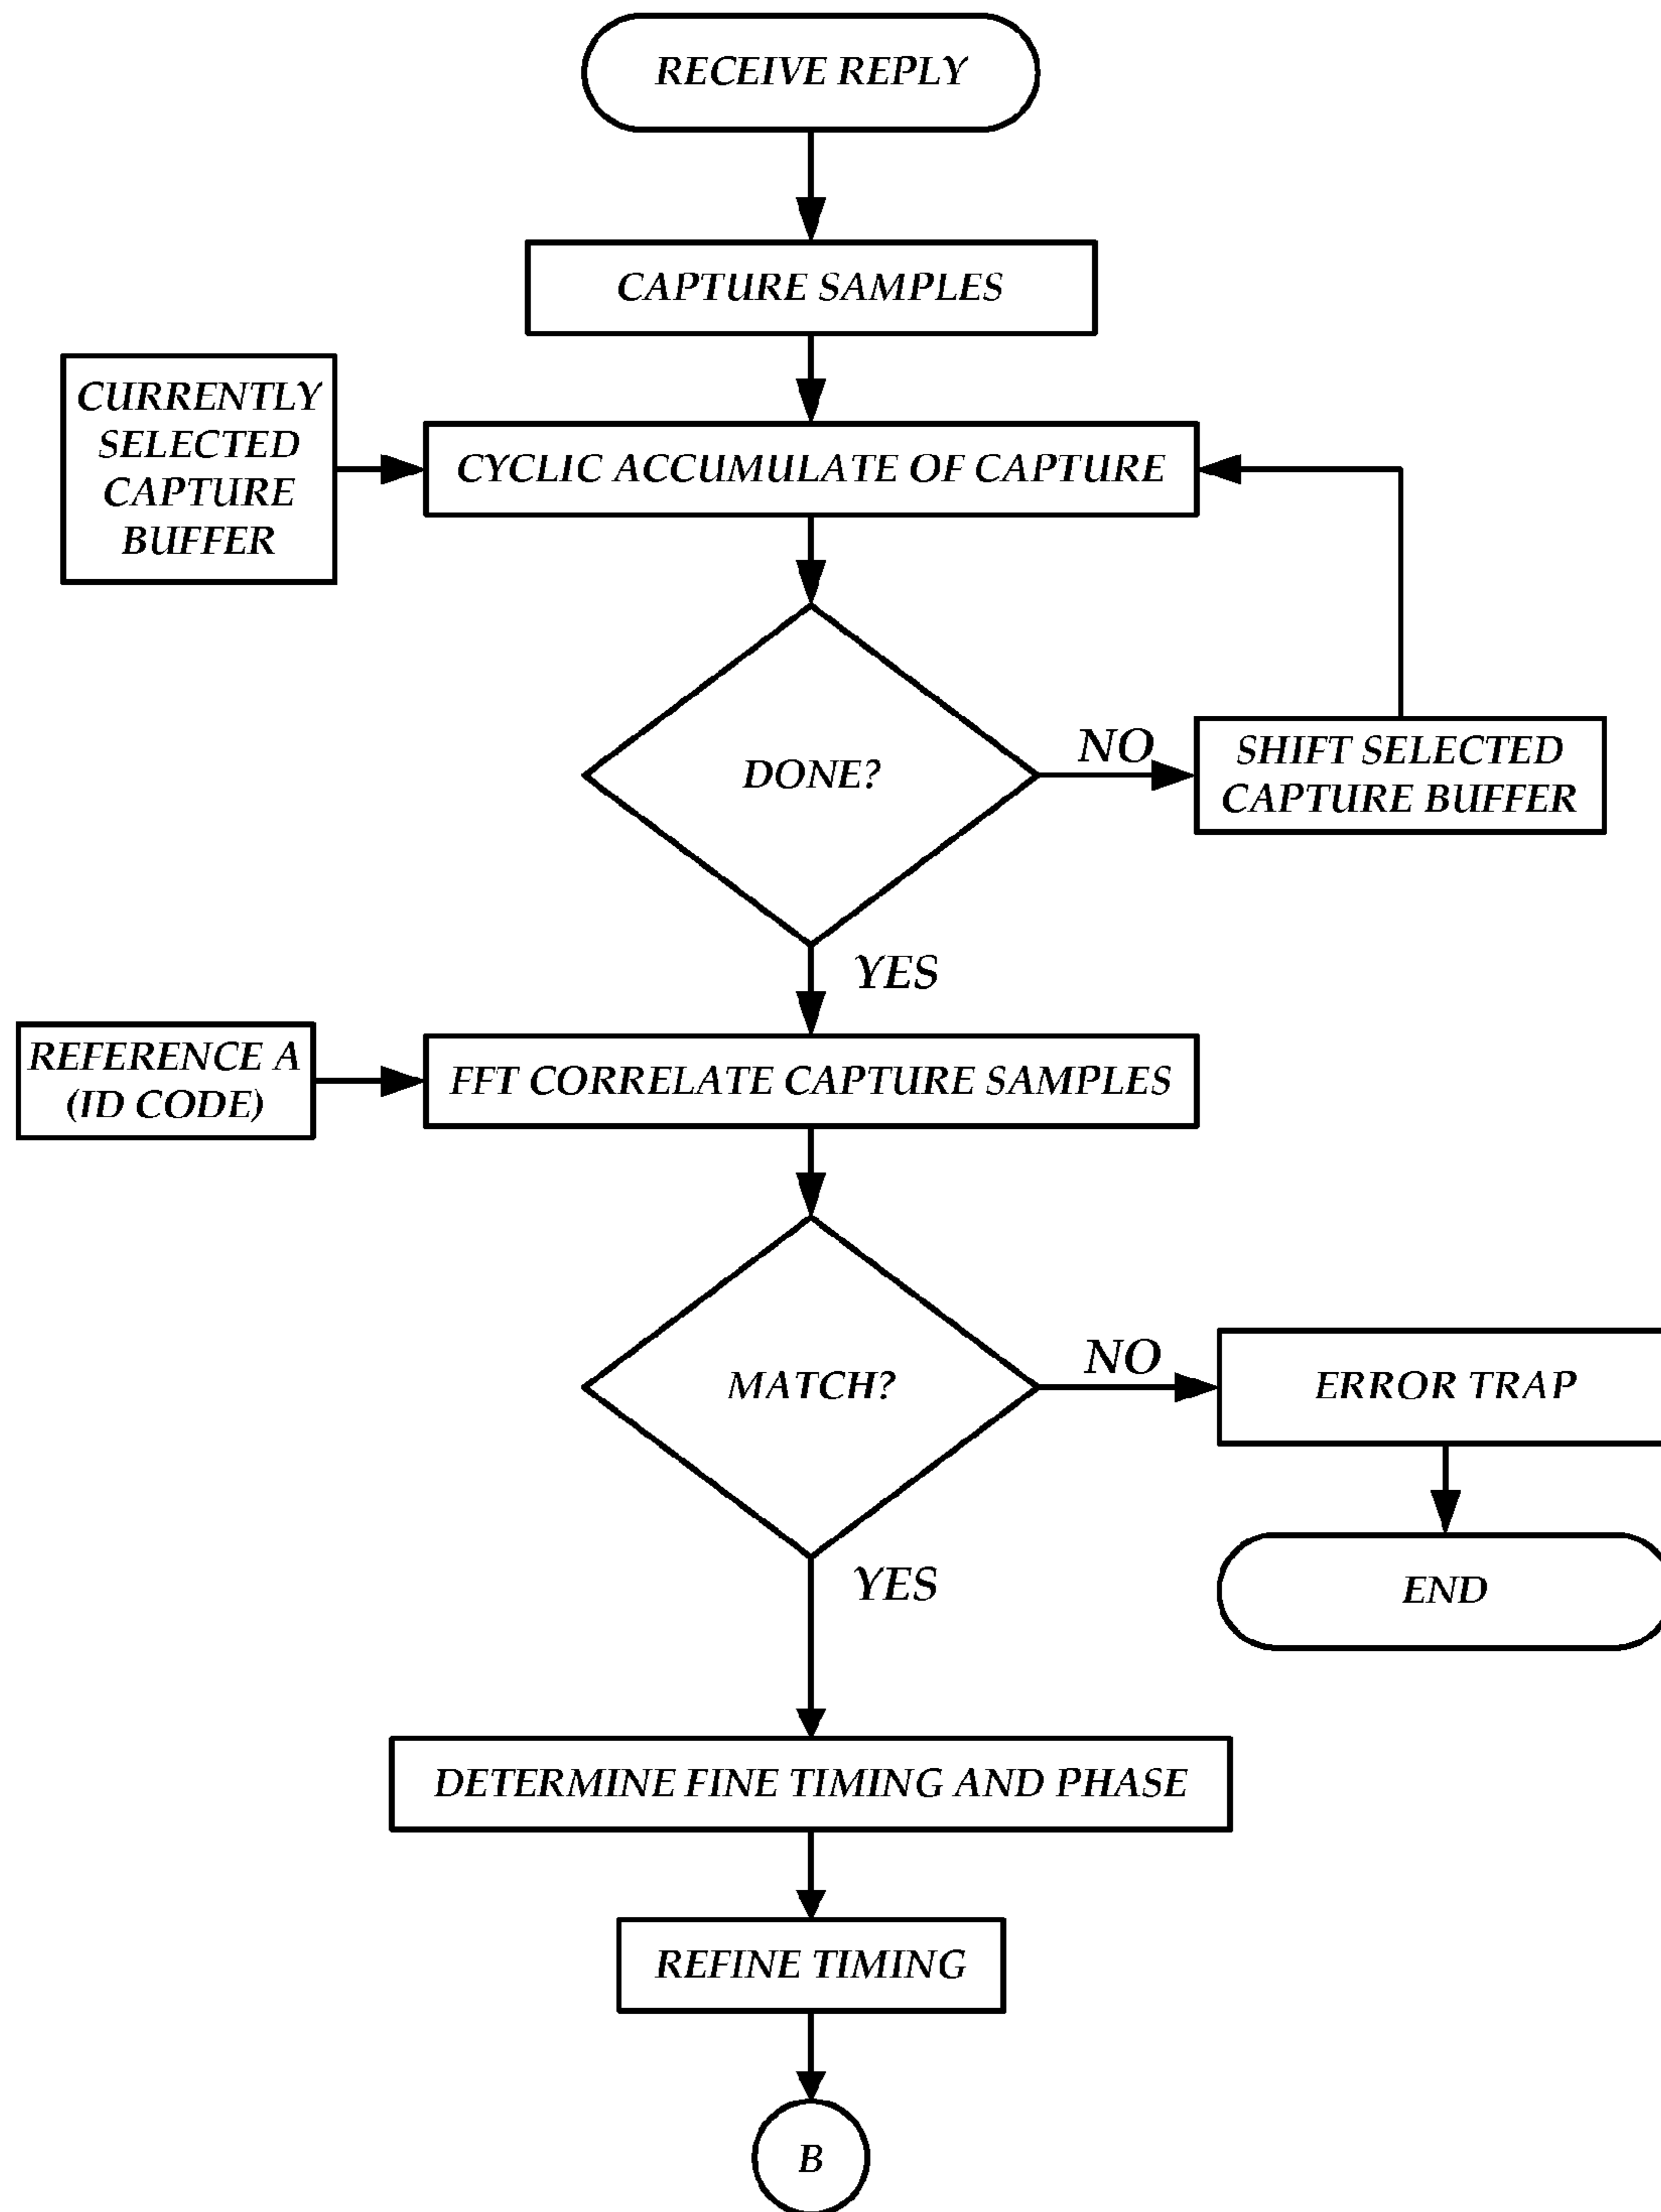 RECEIVE REPLY
CAPTURE SAMPLES
CURRENTLY
SELECTED
CAPTURE
BUFFER
CYCLIC ACCUMULATE OF CAPTURE
DONE?
NO
SHIFT SELECTED
CAPTURE BUFFER
YES
REFERENCE A
(ID CODE)
FFT CORRELATE CAPTURE SAMPLES
MATCH?
NO
ERROR TRAP
END
YES
DETERMINE FINE TIMING AND PHASE
REFINE TIMING
B